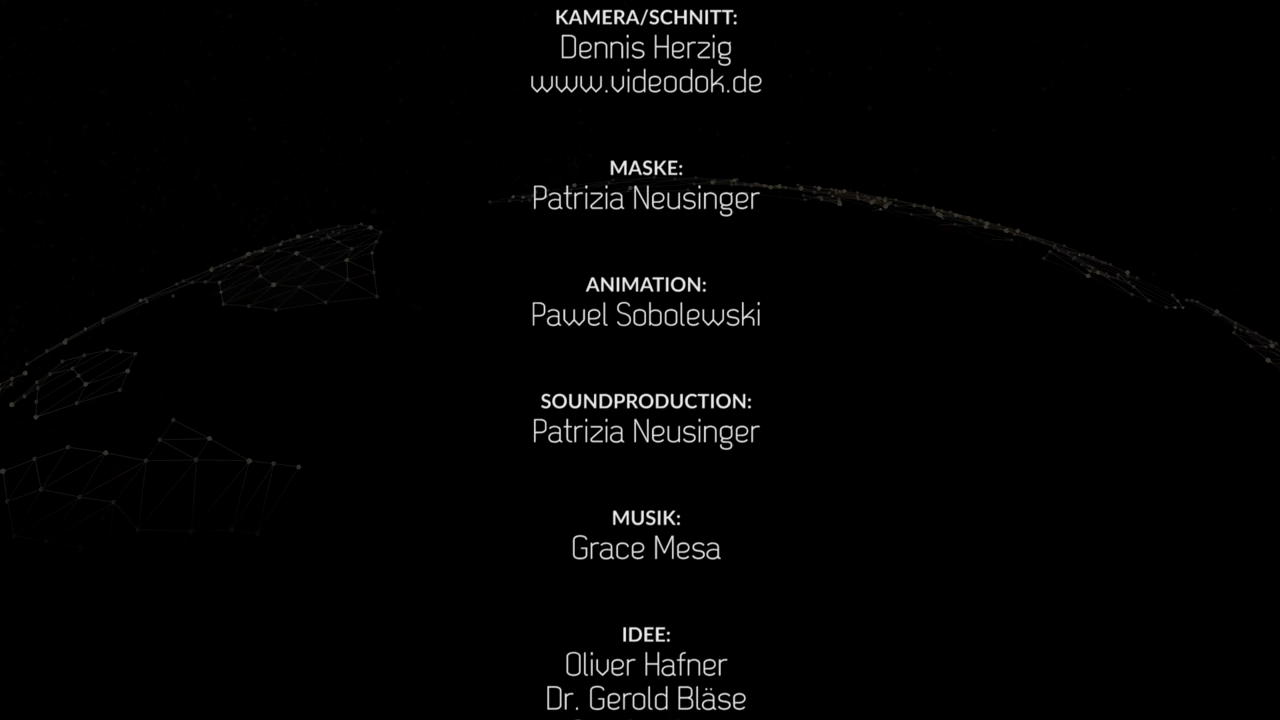 KAMERA/SCHNITT:
Dennis Herzig
www.videodok.de
MASKE:
Patrizia Neusinger
ANIMATION:
Pawel Sobolewski
SOUNDPRODUCTION:
Patrizia Neusinger
MUSIK:
Grace Mesa
IDEE:
Oliver Hafner
Dr. Gerold Bläse